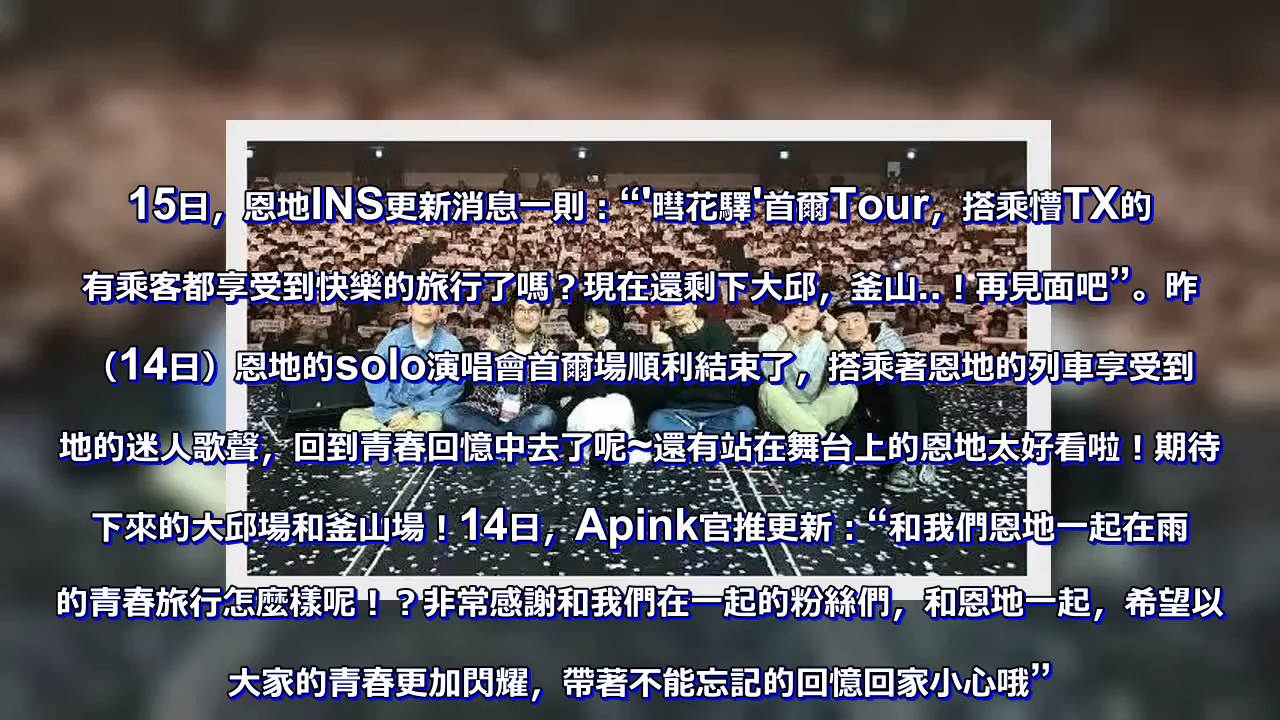 15日，恩地INS更新消息一則：“'暳花驛'首爾Tour，搭乘慒TX的
有乘客都享受到快樂的旅行了嗎？現在還剩下大邱，釜山..！再見面吧”。昨
（14日）恩地的solo演唱會首爾場順利結束了，搭乘著恩地的列車享受到
地的迷人歌聲，回到青春回憶中去了呢~還有站在舞台上的恩地太好看啦！期待
下來的大邱場和釜山場！14日，Apink官推更新：“和我們恩地一起在雨
的青春旅行怎麼樣呢！？非常感謝和我們在一起的粉絲們，和恩地一起，希望以
大家的青春更加閃耀，帶著不能忘記的回憶回家小心哦”